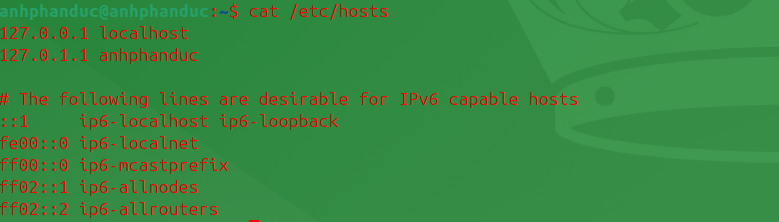 anhphanduc@anhphanduc:~$ cat /etc/hosts
127.0.0.1 localhost
127.0.1.1 anhphanduc
# The following lines are desirable for IPv6 capable hosts
::1     ip6-localhost ip6-loopback
fe00::0 ip6-localnet
ff00::0 ip6-mcastprefix
ff02::1 ip6-allnodes
ff02::2 ip6-allrouters